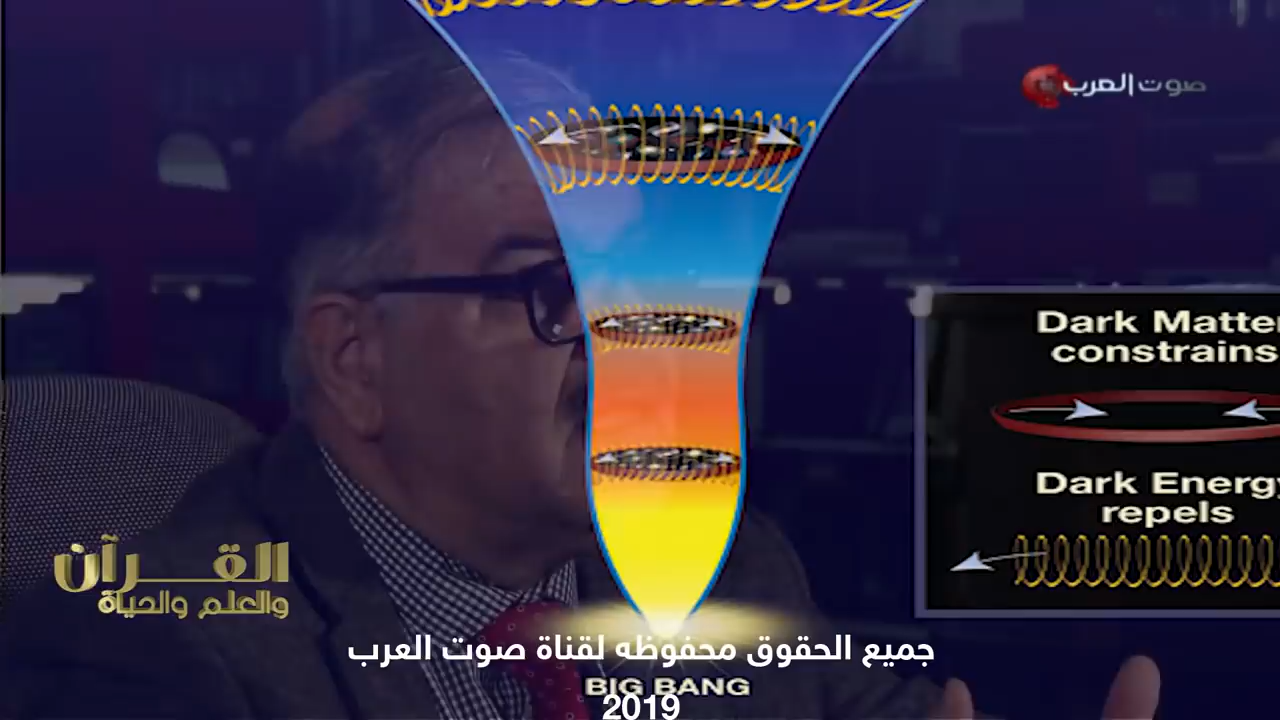 صوت العرب
Dark Matter
constrains
Dark Energy
repels
القرآن
والعلم والحياة
جميع الحقوق محفوظه لقناة صوت العرب
BIG BANG
2019